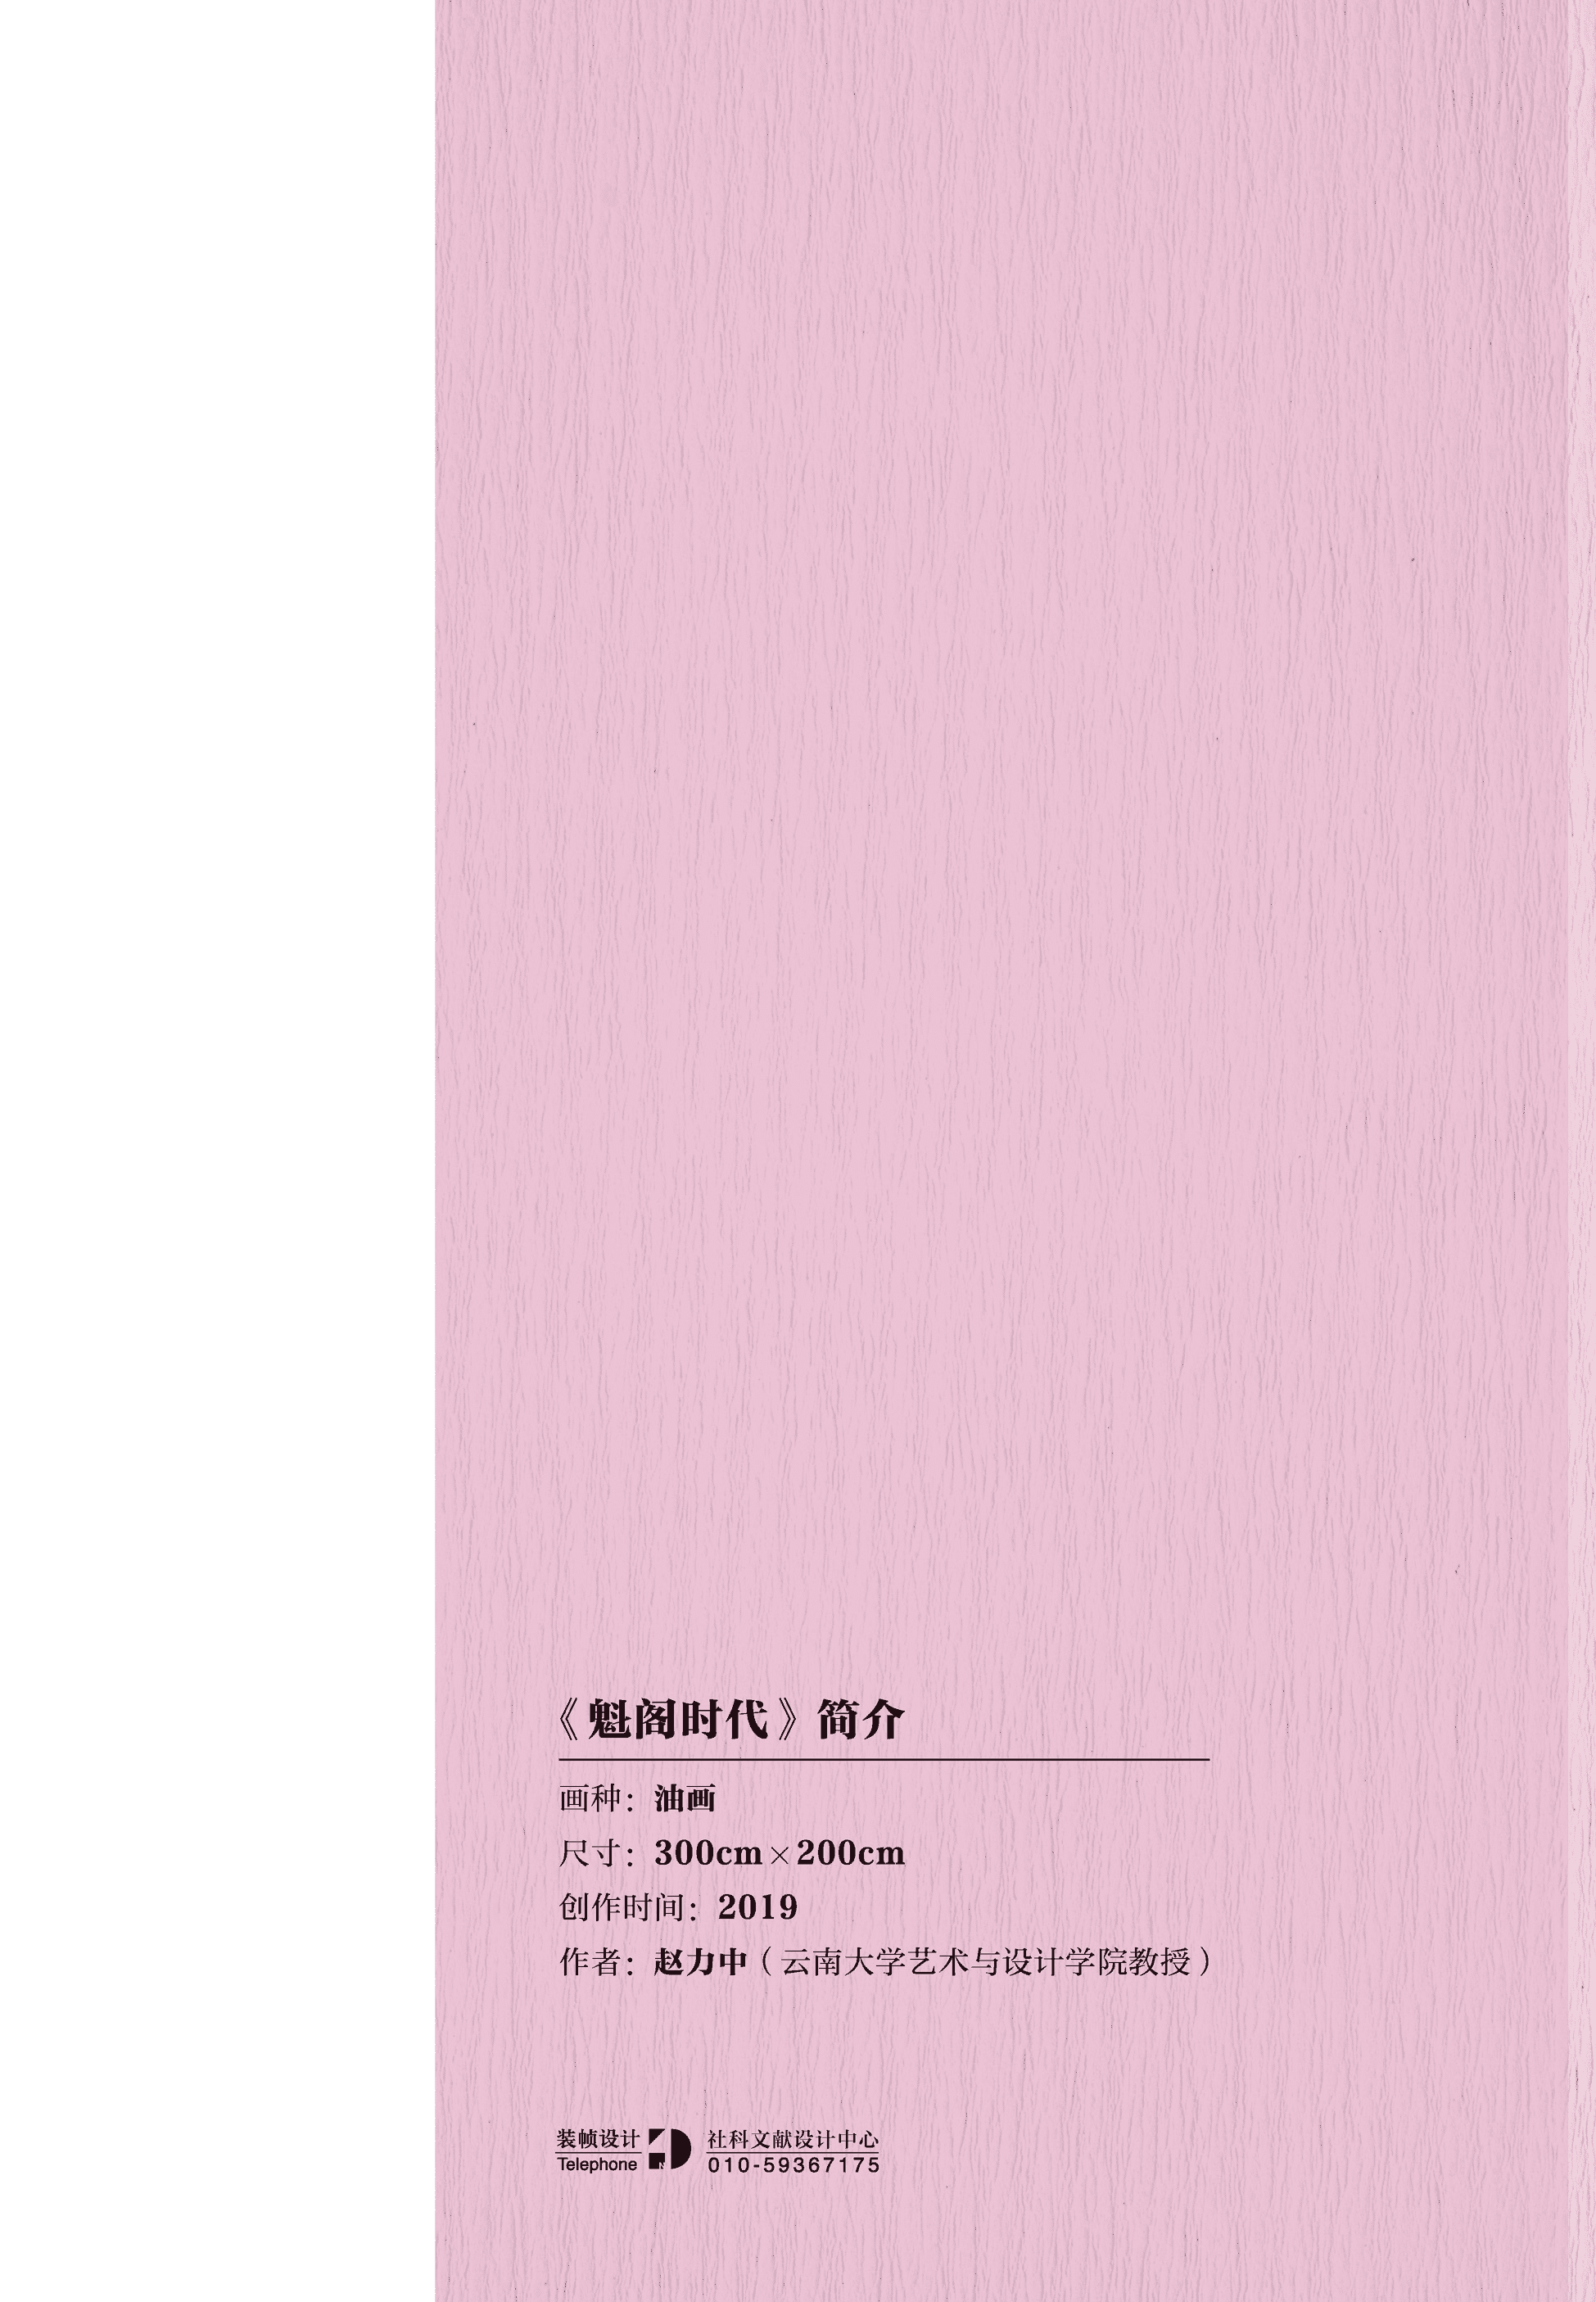 《魁阁时代》简介
画种：油画
尺寸：300cm×200cm
创作时间：2019
作者：赵力中（云南大学艺术与设计学院教授）
装帧设计
Telephone
社科文献设计中心
010-59367175